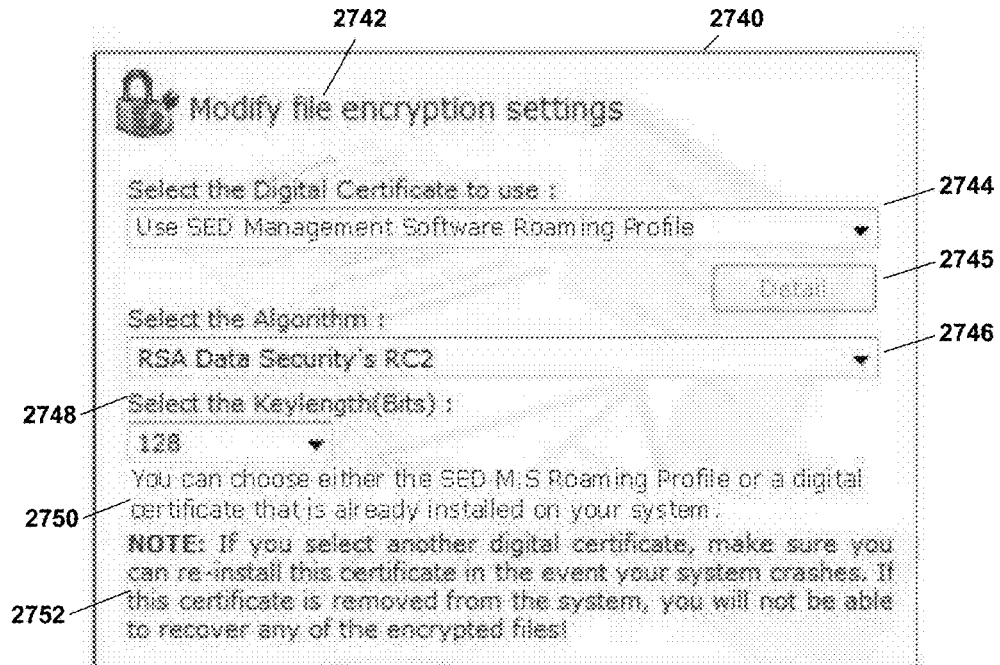 2742
2740
Modify file encryption settings
Select the Digital Certificate to use :
2744
Use SED Management Software Roaming Profile
2745
Detail
Select the Algorithm :
2746
RSA Data Security's RC2
2748
Select the Keylength(Bits) :
128
You can choose either the SED M.S Roaming Profile or a digital
2750
certificate that is already installed on your system.
NOTE: If you select another digital certificate, make sure you
can re-install this certificate in the event your system crashes. If
2752
this certificate is removed from the system, you will not be able
to recover any of the encrypted files!